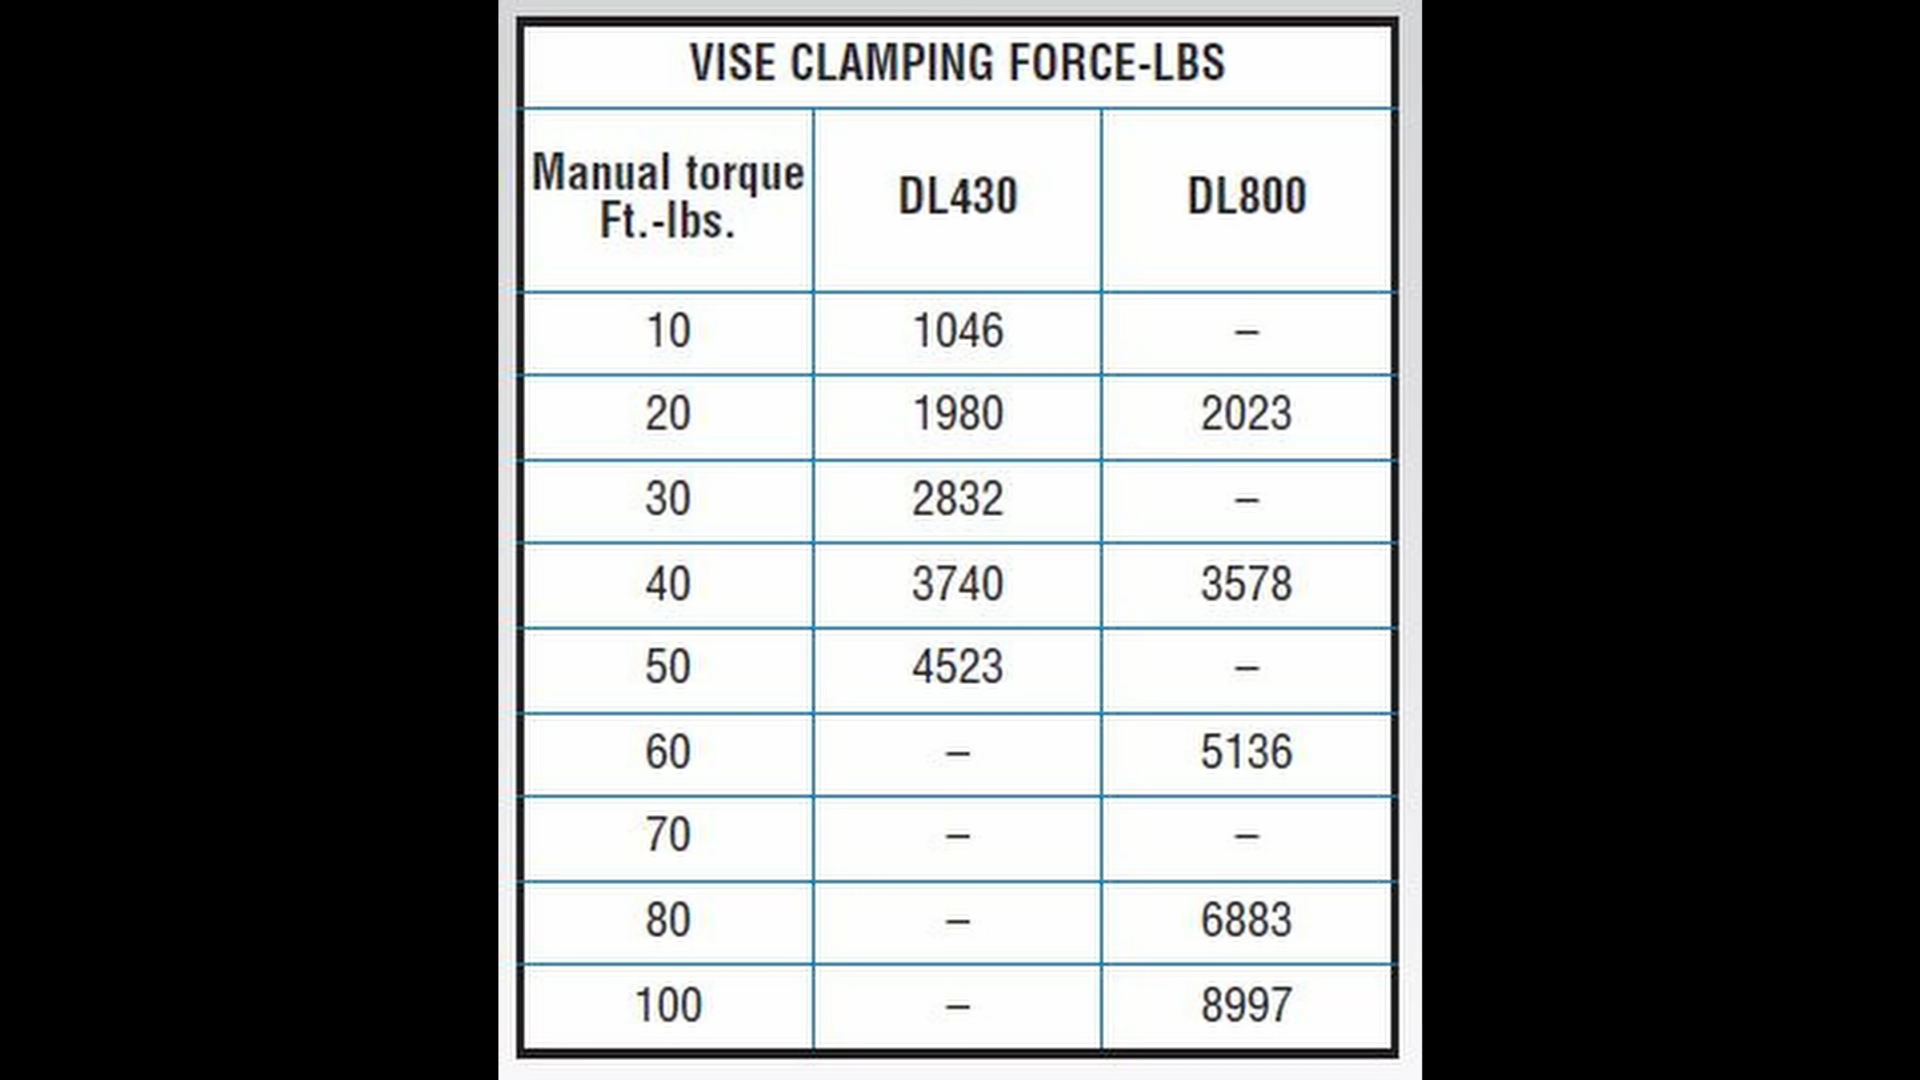 VISE CLAMPING FORCE-LBS
Manual torque
Ft.-lbs.
DL430
DL800
10 1046 –
20 1980 2023
30 2832 –
40 3740 3578
50 4523 –
60 – 5136
70 – –
80 – 6883
100 – 8997